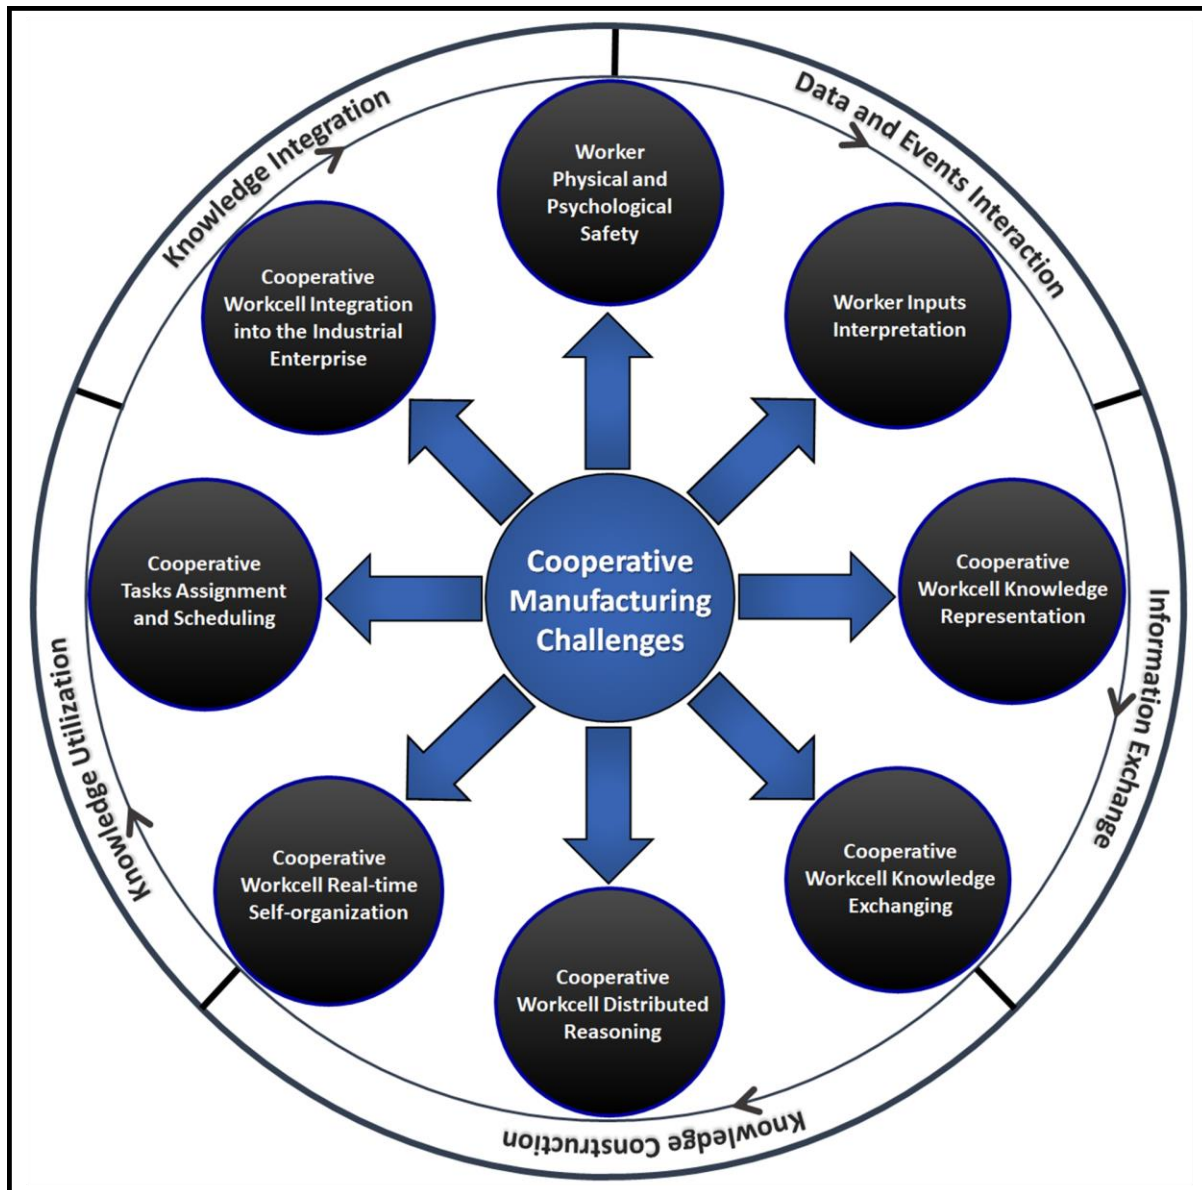 Knowledge Integration
Data and Events Interaction
Worker
Physical and
Psychological
Safety
Worker Inputs
Interpretation
Cooperative
Workcell Knowledge
Representation
Information Exchange
Cooperative
Workcell Knowledge
Exchanging
Cooperative
Workcell Distributed
Reasoning
Knowledge Construction
Cooperative
Workcell Real-time
Self-organization
Knowledge Utilization
Cooperative
Tasks Assignment
and Scheduling
Cooperative
Workcell Integration
into the Industrial
Enterprise
Cooperative
Manufacturing
Challenges